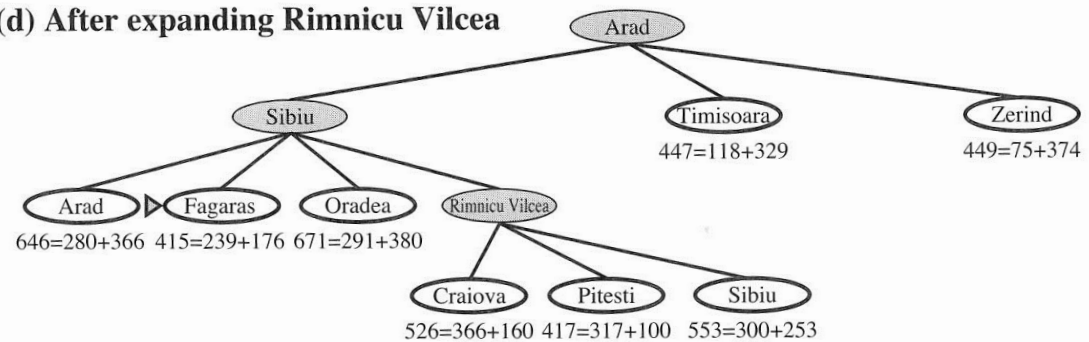 (d) After expanding Rimnicu Vilcea
Arad
Sibiu
Timisoara
Zerind
447=118+329
449=75+374
Arad
Fagaras
Oradea
Rimnicu Vilcea
646=280+366 415=239+176 671=291+380
Craiova
Pitesti
Sibiu
526=366+160 417=317+100 553=300+253